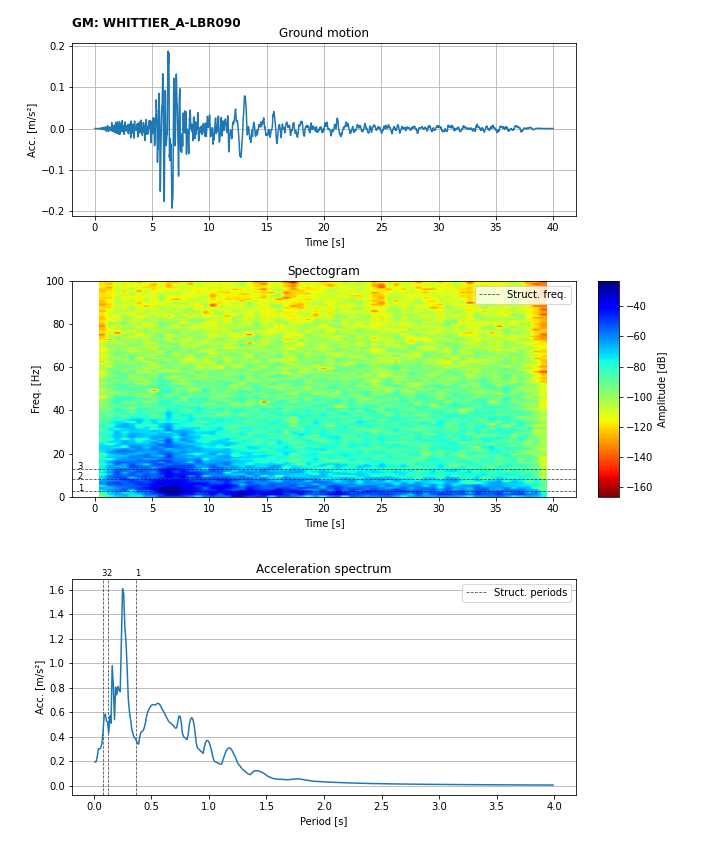 GM: WHITTIER_A-LBR090
Ground motion
Acc. [m/s²]
0.2
0.1
0.0
−0.1
−0.2
0 5 10 15 20 25 30 35 40
Time [s]
Spectogram
Freq. [Hz]
100
80
60
40
20
0
3
2
1
Struct. freq.
0 5 10 15 20 25 30 35 40
Time [s]
−40
−60
−80
−100
−120
−140
−160
Amplitude [dB]
Acceleration spectrum
32 1
Acc. [m/s²]
1.6
1.4
1.2
1.0
0.8
0.6
0.4
0.2
0.0
Struct. periods
0.0 0.5 1.0 1.5 2.0 2.5 3.0 3.5 4.0
Period [s]